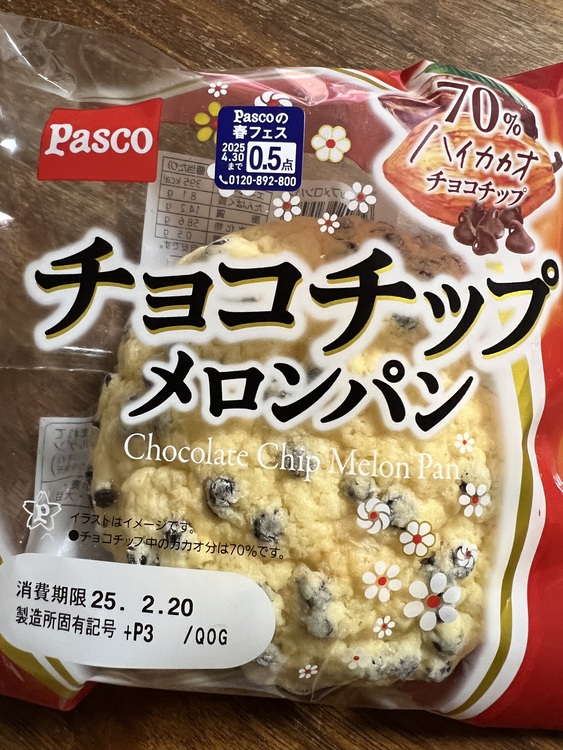 Pasco
Pascoの
春フェス
2025
4.30
まで
0.5点
0120-892-800
70%
ハイカカオ
チョコチップ
チョコチップ
メロンパン
Chocolate Chip Melon Pan
イラストはイメージです。
●チョコチップ中のカカオ分は70%です。
消費期限 25. 2.20
製造所固有記号 +P3 /Q0G